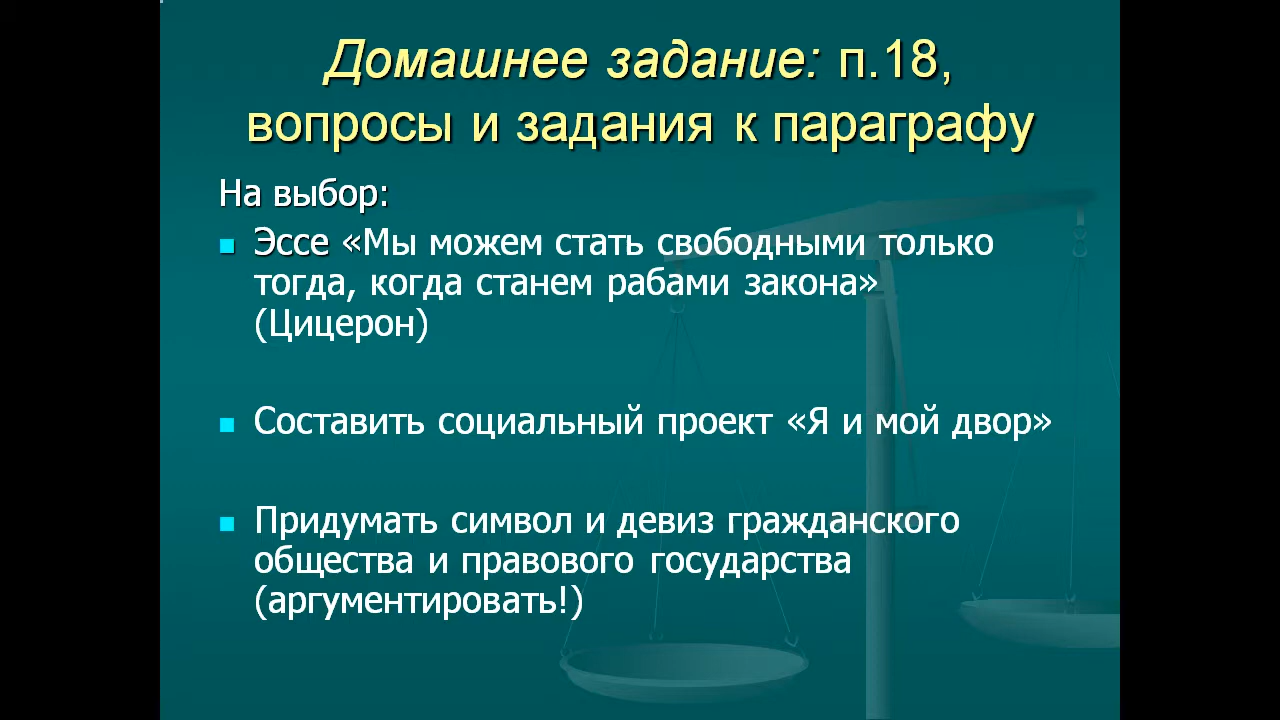 Домашнее задание: п.18,
вопросы и задания к параграфу
На выбор:
Эссе «Мы можем стать свободными только
тогда, когда станем рабами закона»
(Цицерон)
Составить социальный проект «Я и мой двор»
Придумать символ и девиз гражданского
общества и правового государства
(аргументировать!)